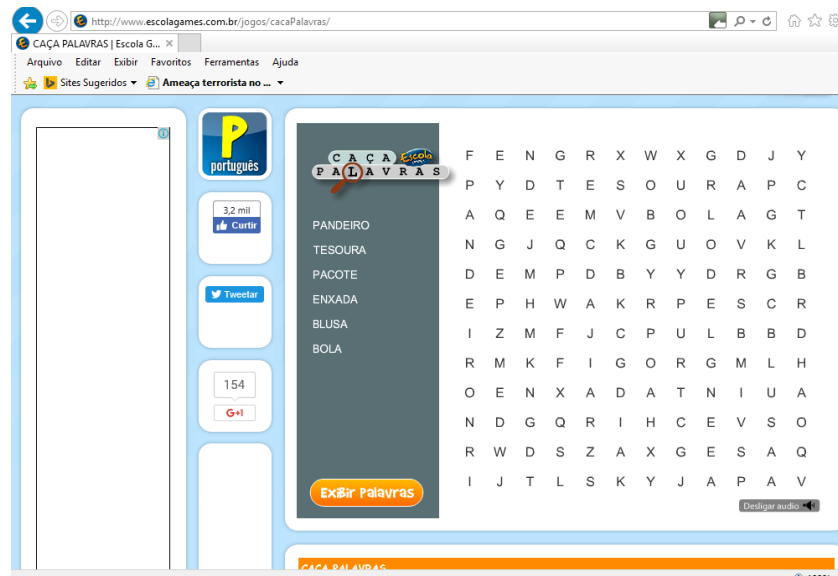 http://www.escolagames.com.br/jogos/cacaPalavras/
CAÇA PALAVRAS | Escola G...
Arquivo Editar Exibir Favoritos Ferramentas Ajuda
Sites Sugeridos Ameaça terrorista no ...
P
português
3,2 mil
Curtir
Tweetar
154
G+1
CAÇA Escola
PALAVRAS
PANDEIRO
TESOURA
PACOTE
ENXADA
BLUSA
BOLA
Exibir Palavras
F E N G R X W X G D J Y
P Y D T E S O U R A P C
A Q E E M V B O L A G T
N G J Q C K G U O V K L
D E M P D B Y Y D R G B
E P H W A K R P E S C R
I Z M F J C P U L B B D
R M K F I G O R G M L H
O E N X A D A T N I U A
N D G Q R I H C E V S O
R W D S Z A X G E S A Q
I J T L S K Y J A P A V
Desligar audio
CAÇA PALAVRAS